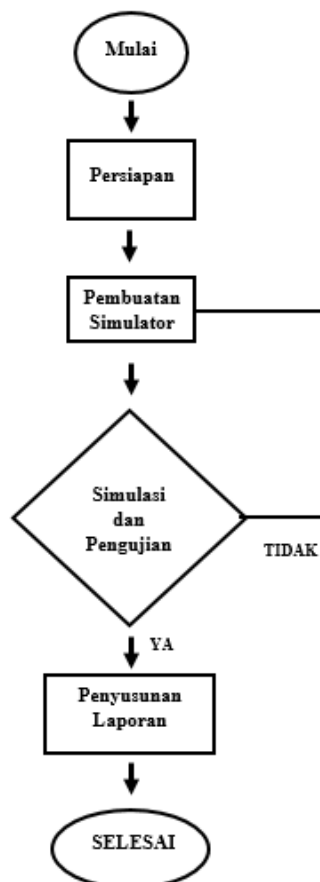 Mulai
Persiapan
Pembuatan
Simulator
Simulasi
dan
Pengujian
TIDAK
YA
Penyusunan
Laporan
SELESAI